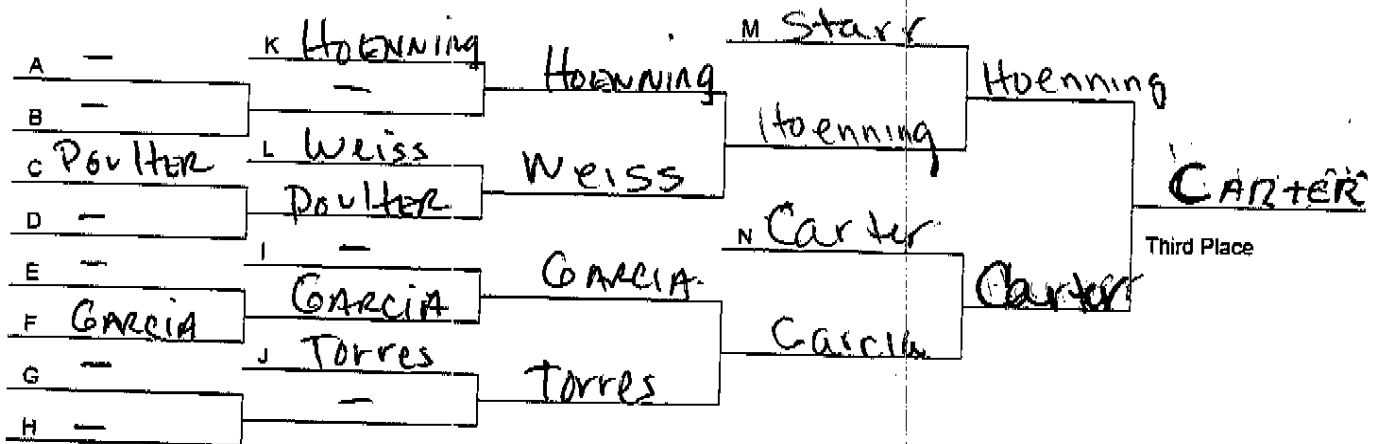 A —
B —
C POULTER
D —
E —
F GARCIA
G —
H —
K HOENNING
—
L Weiss
POULTER
I —
GARCIA
J Torres
—
HOENNING
Weiss
GARCIA
Torres
M Starr
Hoenning
N Carter
Garcia
Hoenning
Carter
CARTER
Third Place